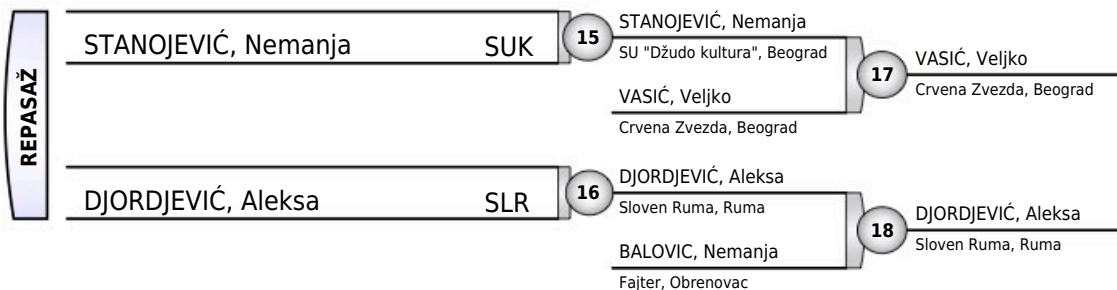 REPASAŽ
STANOJEVIĆ, Nemanja SUK
15
STANOJEVIĆ, Nemanja
SU "Džudo kultura", Beograd
VASIĆ, Veljko
Crvena Zvezda, Beograd
17
VASIĆ, Veljko
Crvena Zvezda, Beograd
DJORDJEVIĆ, Aleksa SLR
16
DJORDJEVIĆ, Aleksa
Sloven Ruma, Ruma
BALOVIC, Nemanja
Fajter, Obrenovac
18
DJORDJEVIĆ, Aleksa
Sloven Ruma, Ruma